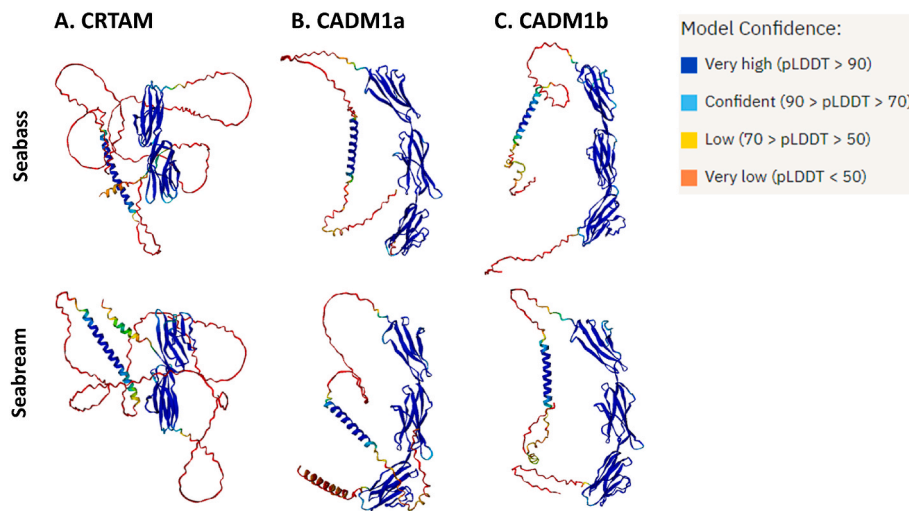 A. CRTAM
B. CADM1a
C. CADM1b
Seabass
Seabream
Model Confidence:
Very high (pLDDT > 90)
Confident (90 > pLDDT > 70)
Low (70 > pLDDT > 50)
Very low (pLDDT < 50)